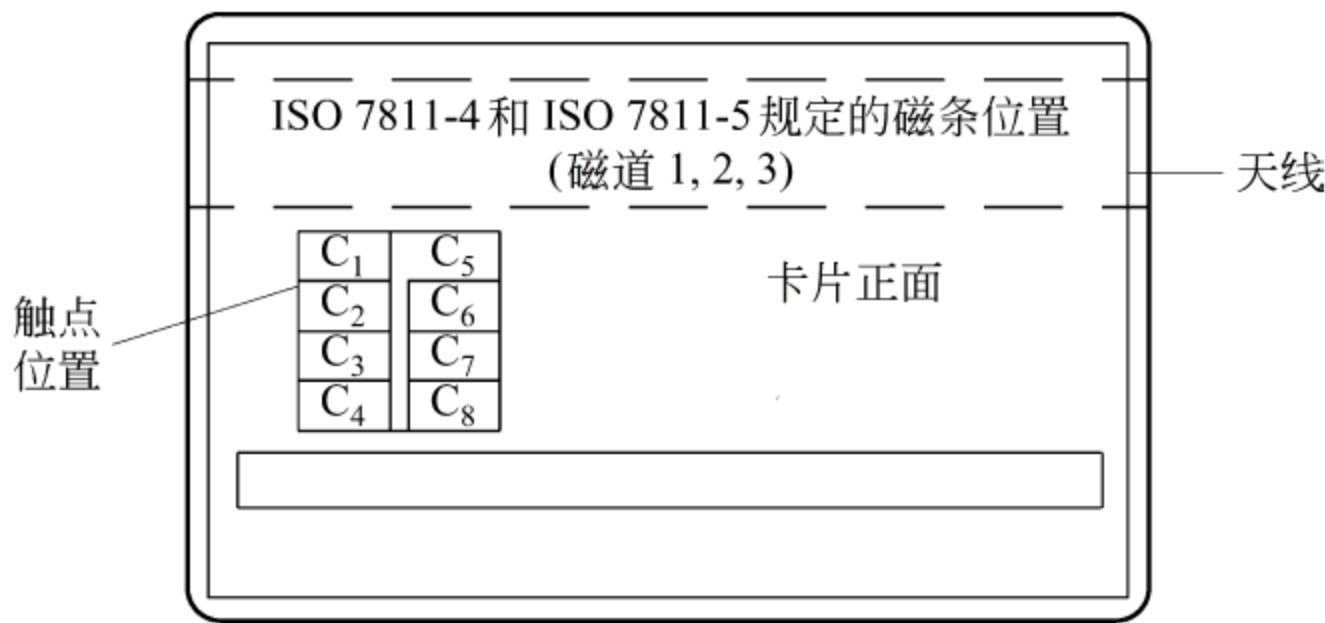 ISO 7811-4和 ISO 7811-5规定的磁条位置
(磁道 1, 2, 3)
天线
C₁ C₅
卡片正面
C₂ C₆
触点
位置
C₃ C₇
C₄ C₈